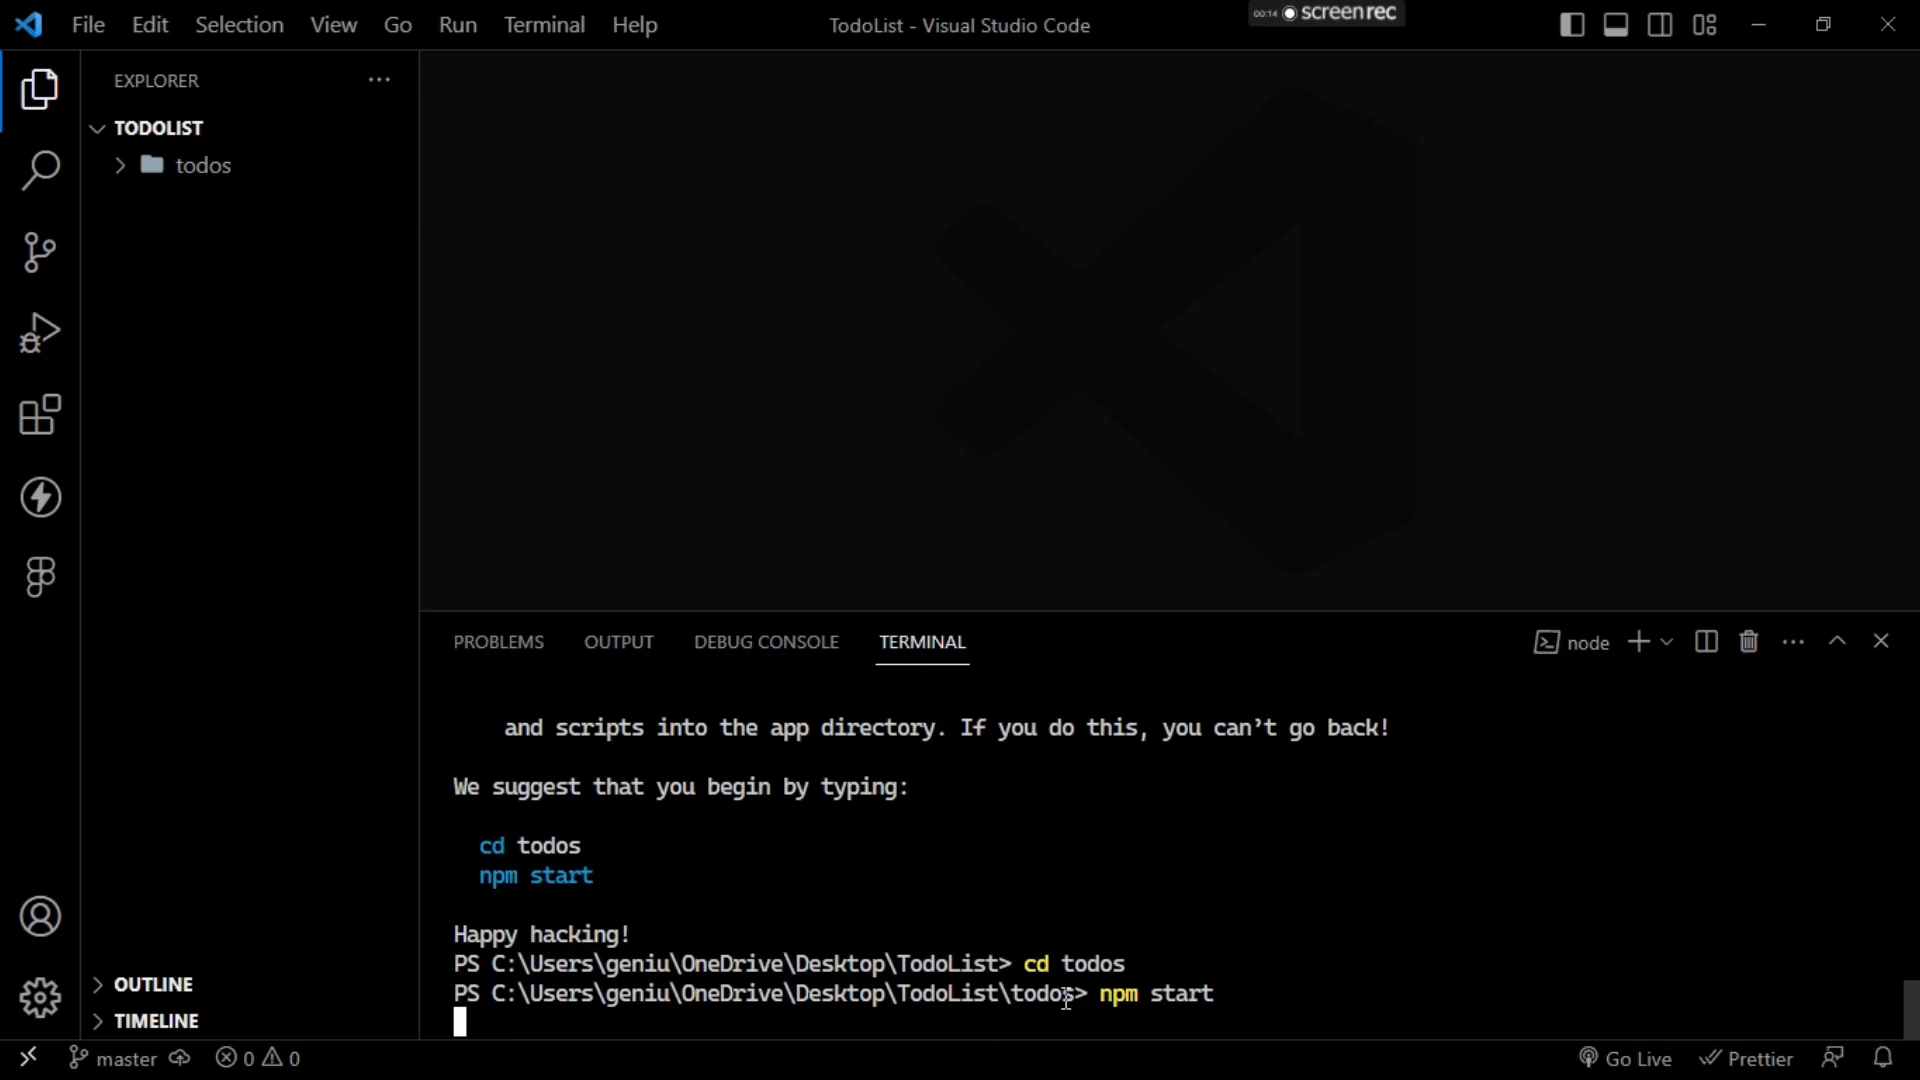 File Edit Selection View Go Run Terminal Help
TodoList - Visual Studio Code
00:14 screenrec
EXPLORER
TODOLIST
todos
PROBLEMS OUTPUT DEBUG CONSOLE TERMINAL
node
and scripts into the app directory. If you do this, you can’t go back!
We suggest that you begin by typing:
cd todos
npm start
Happy hacking!
PS C:\Users\geniu\OneDrive\Desktop\TodoList> cd todos
PS C:\Users\geniu\OneDrive\Desktop\TodoList\todos> npm start
OUTLINE
TIMELINE
master 0 0
Go Live Prettier